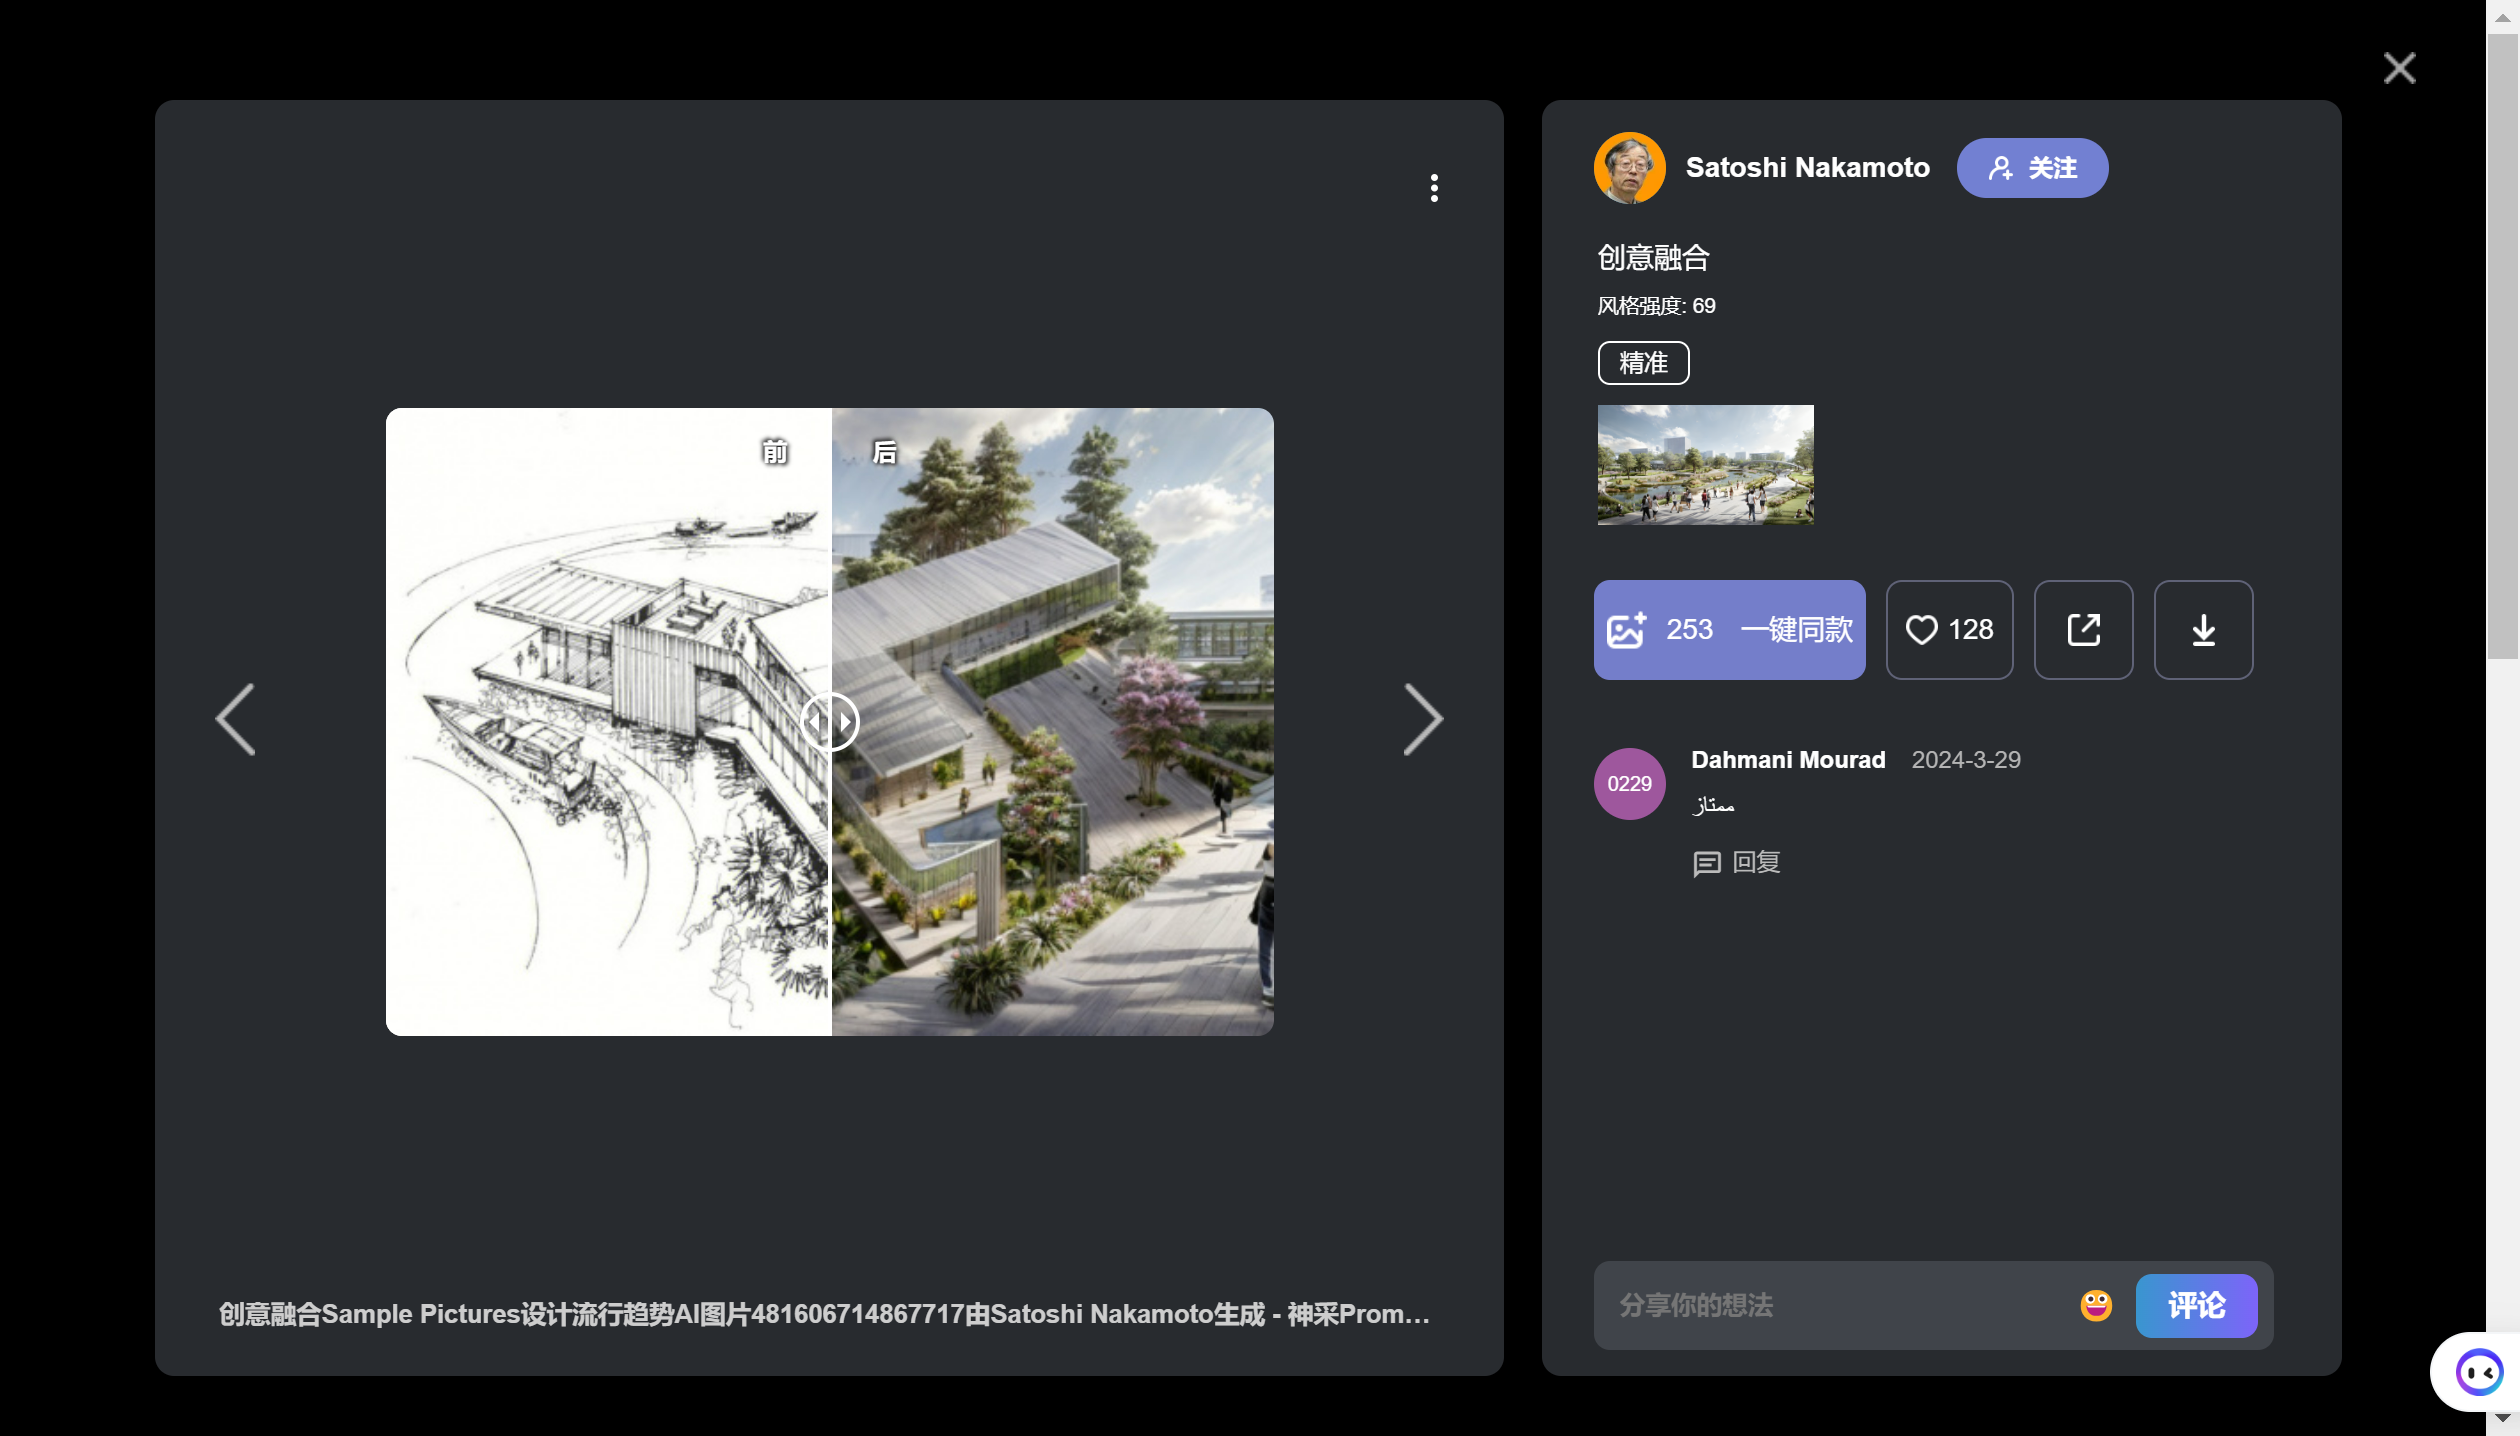 前
后
创意融合Sample Pictures设计流行趋势AI图片481606714867717由Satoshi Nakamoto生成 - 神采Prom...
Satoshi Nakamoto
关注
创意融合
风格强度: 69
精准
253 一键同款
128
Dahmani Mourad 2024-3-29
0229
ممتاز
回复
分享你的想法
评论